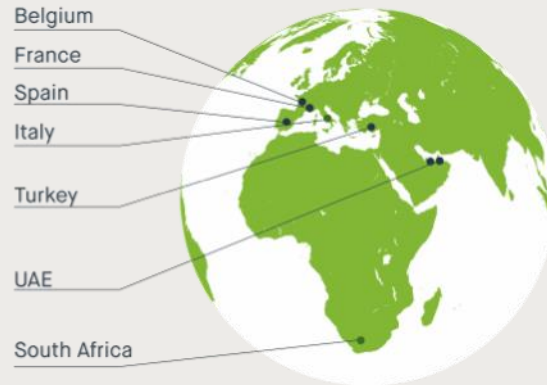 Belgium
France
Spain
Italy
Turkey
UAE
South Africa